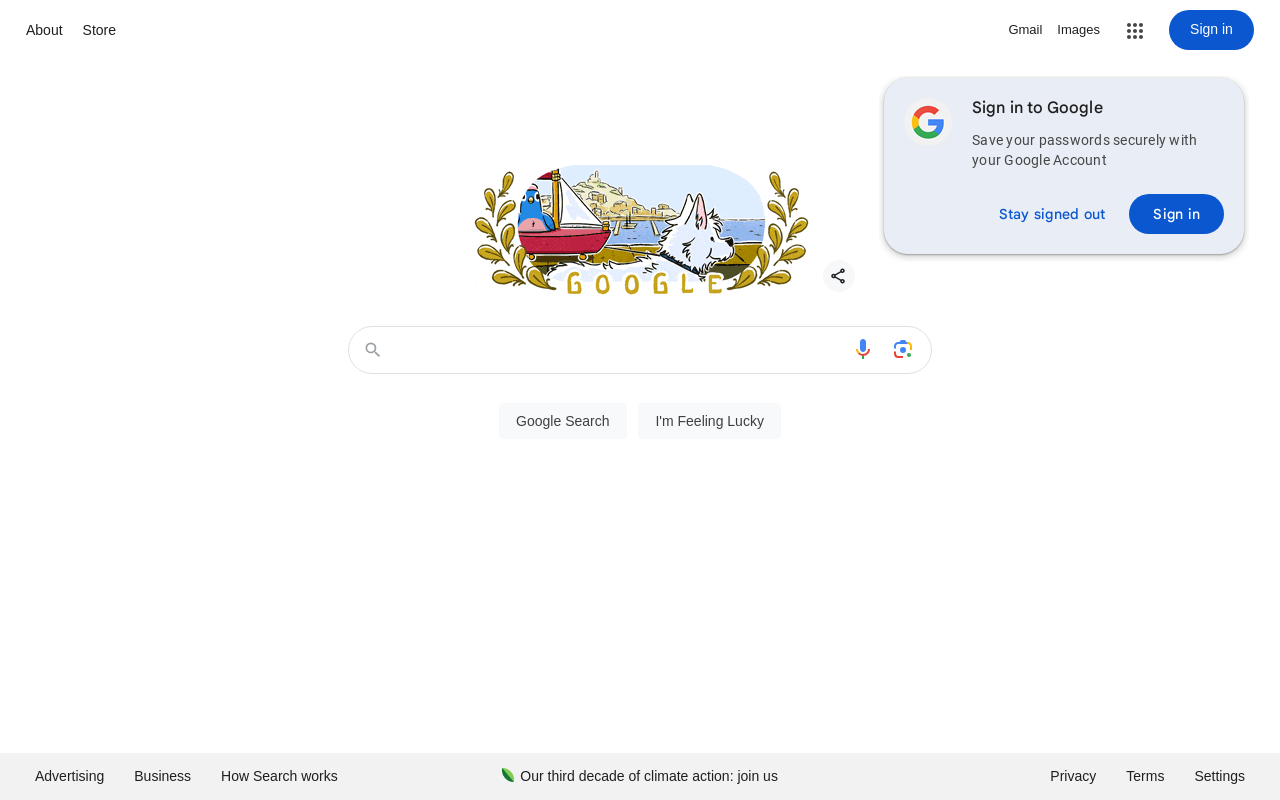 About Store
Gmail Images
Sign in
Sign in to Google
Save your passwords securely with
your Google Account
Stay signed out
Sign in
GOOGLE
Google Search
I'm Feeling Lucky
Advertising Business How Search works
Our third decade of climate action: join us
Privacy Terms Settings